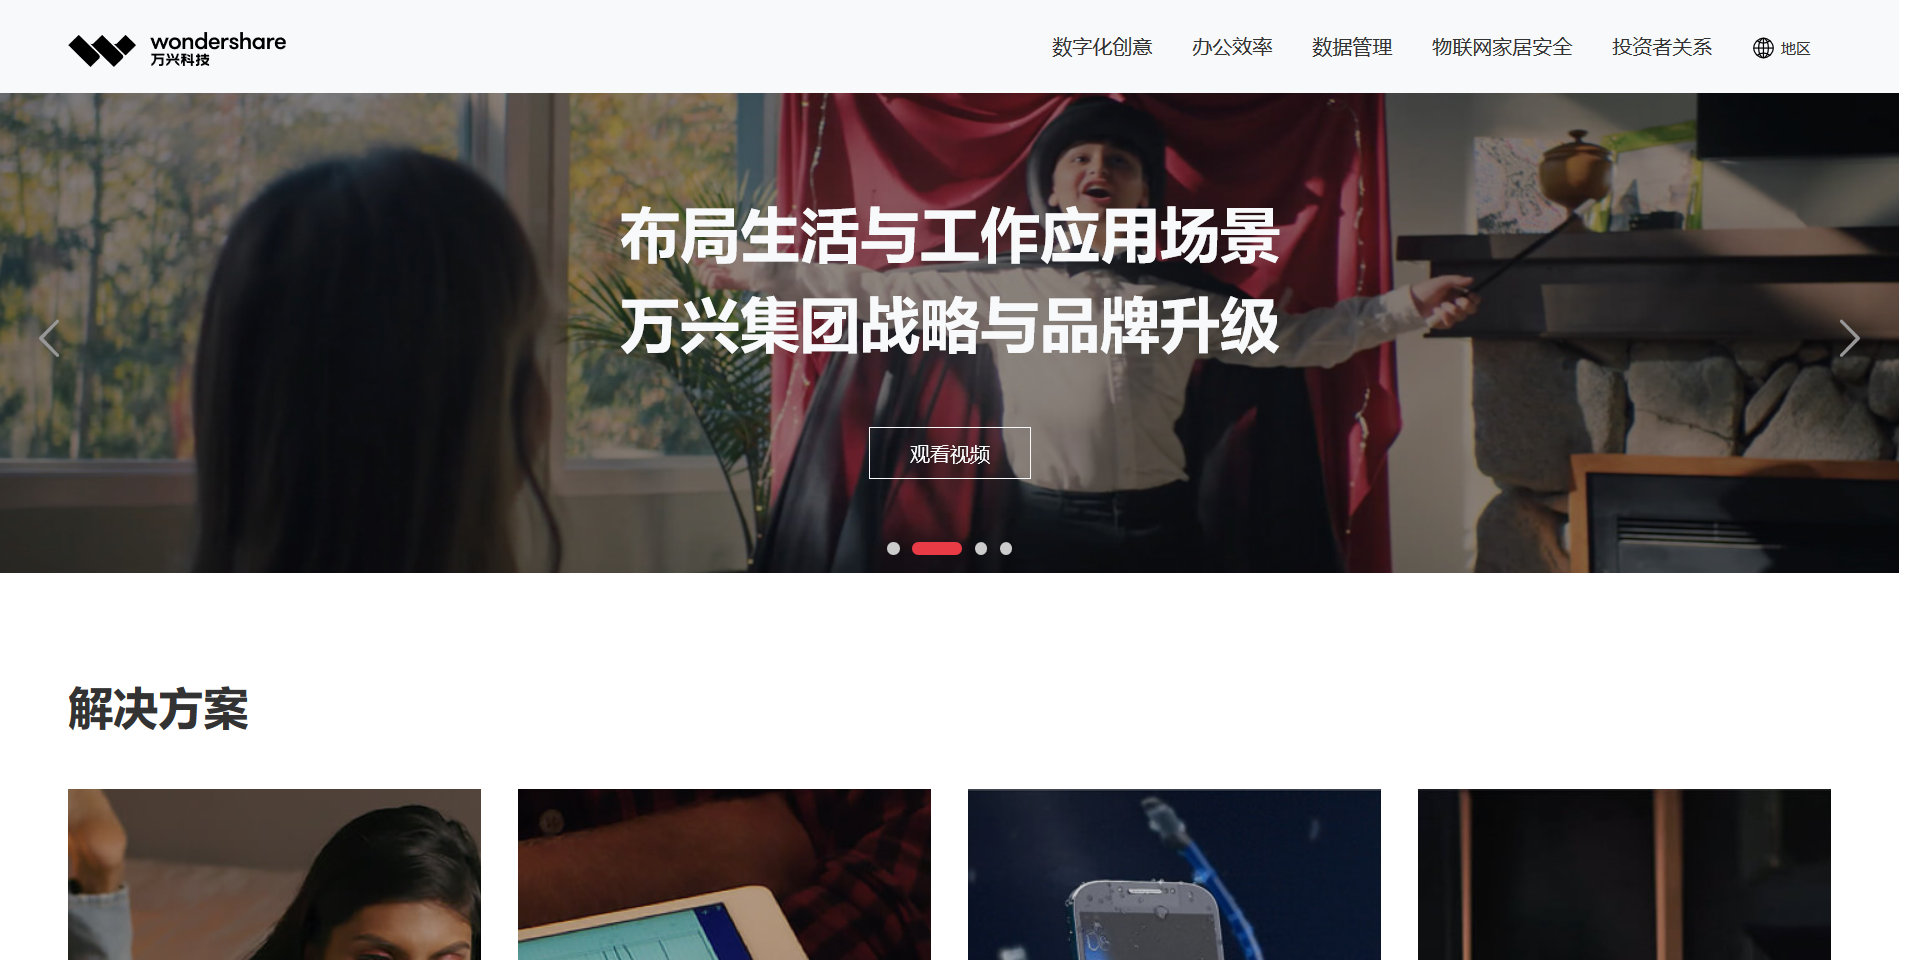 wondershare
万兴科技
数字化创意
办公效率
数据管理
物联网家居安全
投资者关系
地区
布局生活与工作应用场景
万兴集团战略与品牌升级
观看视频
解决方案